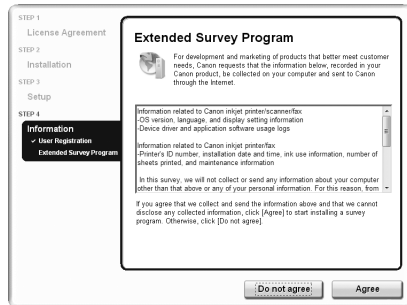 STEP 1
License Agreement
STEP 2
Installation
STEP 3
Setup
STEP 4
Information
✓ User Registration
Extended Survey Program
Extended Survey Program
For development and marketing of products that better meet customer
needs, Canon requests that the information below, recorded in your
Canon product, be collected on your computer and sent to Canon
through the Internet.
Information related to Canon inkjet printer/scanner/fax
-OS version, language, and display setting information
-Device driver and application software usage logs
Information related to Canon inkjet printer/fax
-Printer's ID number, installation date and time, ink use information, number of
sheets printed, and maintenance information
In this survey, we will not collect or send any information about your computer
other than that above or any of your personal information. For this reason, from
If you agree that we collect and send the information above and that we cannot
disclose any collected information, click [Agree] to start installing a survey
program. Otherwise, click [Do not agree].
Do not agree
Agree